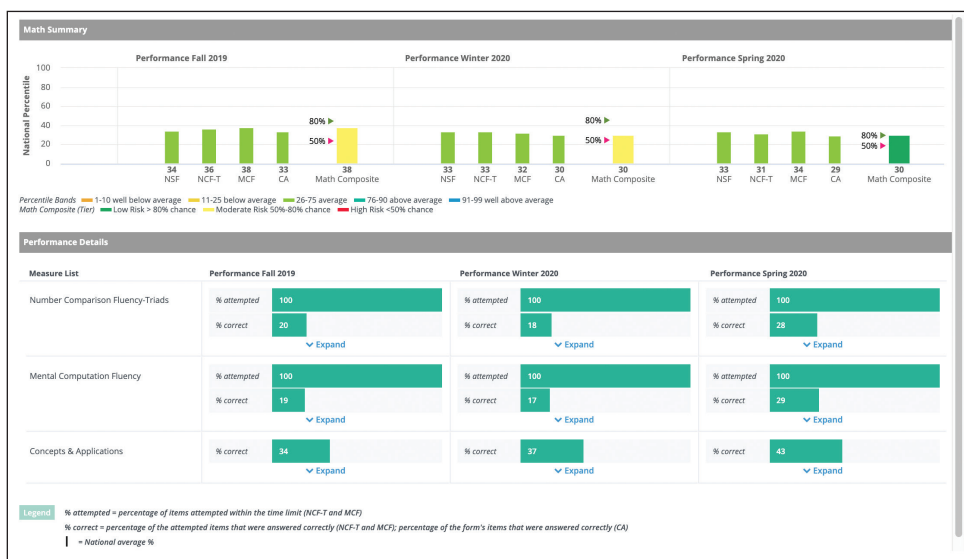 Math Summary
Performance Fall 2019 Performance Winter 2020 Performance Spring 2020
National Percentile
100
80
60
40
20
0
80% ▶
50% ▶
80% ▶
50% ▶
80% ▶
50% ▶
34 36 38 33 38 33 33 32 30 30 33 31 34 29 30
NSF NCF-T MCF CA Math Composite NSF NCF-T MCF CA Math Composite NSF NCF-T MCF CA Math Composite
Percentile Bands 1-10 well below average 11-25 below average 26-75 average 76-90 above average 91-99 well above average
Math Composite (Tier) Low Risk > 80% chance Moderate Risk 50%-80% chance High Risk <50% chance
Performance Details
Measure List Performance Fall 2019 Performance Winter 2020 Performance Spring 2020
Number Comparison Fluency-Triads % attempted 100 % attempted 100 % attempted 100
% correct 20 % correct 18 % correct 28
Expand Expand Expand
Mental Computation Fluency % attempted 100 % attempted 100 % attempted 100
% correct 19 % correct 17 % correct 29
Expand Expand Expand
Concepts & Applications % correct 34 % correct 37 % correct 43
Expand Expand Expand
Legend % attempted = percentage of items attempted within the time limit (NCF-T and MCF)
% correct = percentage of the attempted items that were answered correctly (NCF-T and MCF); percentage of the form's items that were answered correctly (CA)
| = National average %